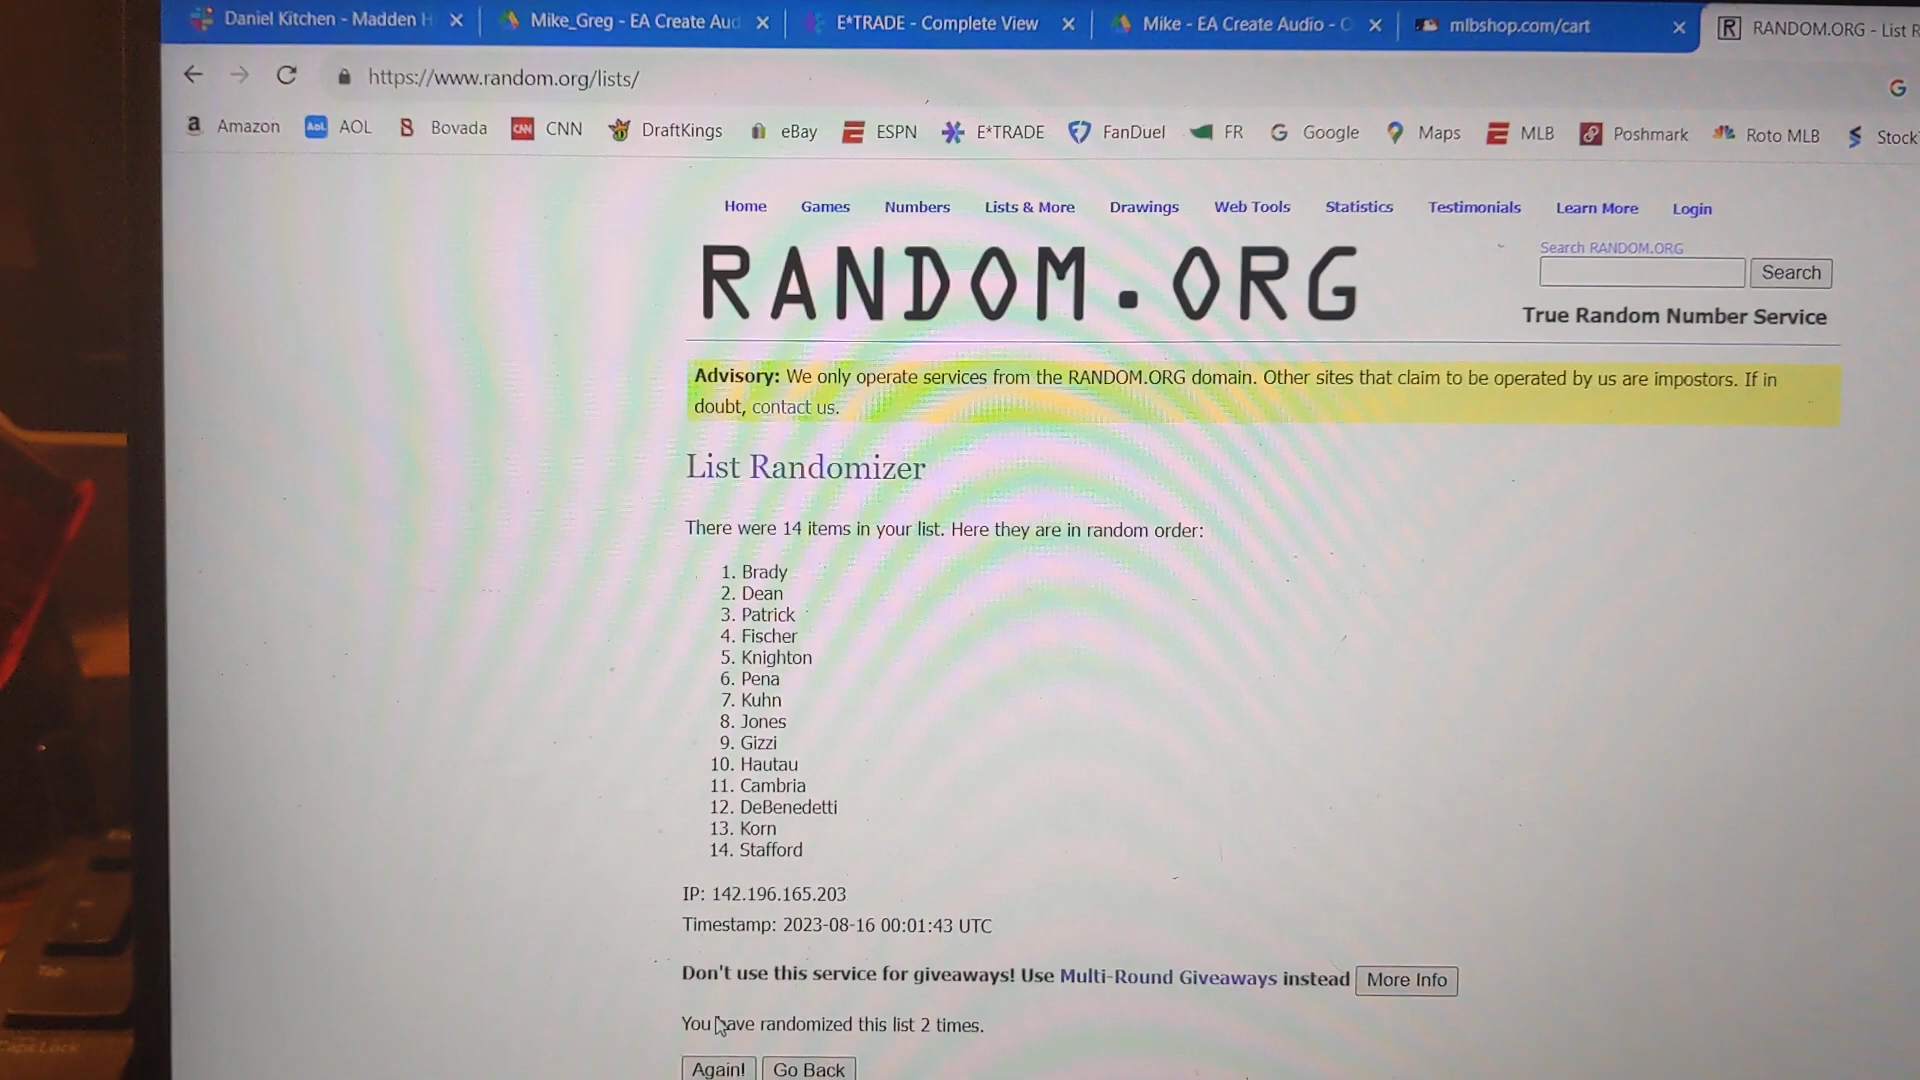 Daniel Kitchen - Madden H
Mike_Greg - EA Create Aud
E*TRADE - Complete View
Mike - EA Create Audio - O
mlbshop.com/cart
RANDOM.ORG - List R
https://www.random.org/lists/
G
a Amazon
Aol. AOL
B Bovada
CNN CNN
DraftKings
eBay
ESPN
E*TRADE
FanDuel
FR
G Google
Maps
MLB
Poshmark
Roto MLB
Stock
Home Games Numbers Lists & More Drawings Web Tools Statistics Testimonials Learn More Login
RANDOM.ORG
Search RANDOM.ORG
Search
True Random Number Service
Advisory: We only operate services from the RANDOM.ORG domain. Other sites that claim to be operated by us are impostors. If in
doubt, contact us.
List Randomizer
There were 14 items in your list. Here they are in random order:
1. Brady
2. Dean
3. Patrick
4. Fischer
5. Knighton
6. Pena
7. Kuhn
8. Jones
9. Gizzi
10. Hautau
11. Cambria
12. DeBenedetti
13. Korn
14. Stafford
IP: 142.196.165.203
Timestamp: 2023-08-16 00:01:43 UTC
Don't use this service for giveaways! Use Multi-Round Giveaways instead More Info
You have randomized this list 2 times.
Again! Go Back
Caps Lock